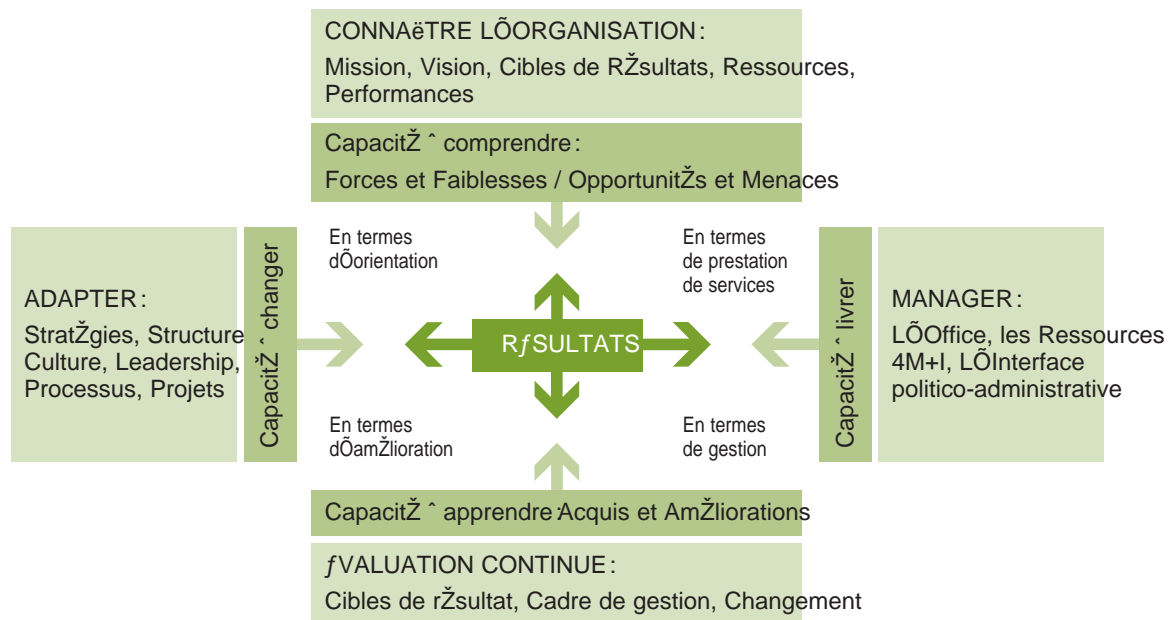 CONNAëTRE LÕORGANISATION :
Mission, Vision, Cibles de RŽsultats, Ressources,
Performances
CapacitŽ ˆ comprendre :
Forces et Faiblesses / OpportunitŽs et Menaces
En termes
dÕorientation
En termes
de prestation
de services
ADAPTER :
StratŽgies, Structure
Culture, Leadership,
Processus, Projets
CapacitŽ ˆ changer
RƒSULTATS
CapacitŽ ˆ livrer
MANAGER :
LÕOffice, les Ressources
4M+I, LÕInterface
politico-administrative
En termes
dÕamŽlioration
En termes
de gestion
CapacitŽ ˆ apprendre : Acquis et AmŽliorations
ƒVALUATION CONTINUE :
Cibles de rŽsultat, Cadre de gestion, Changement